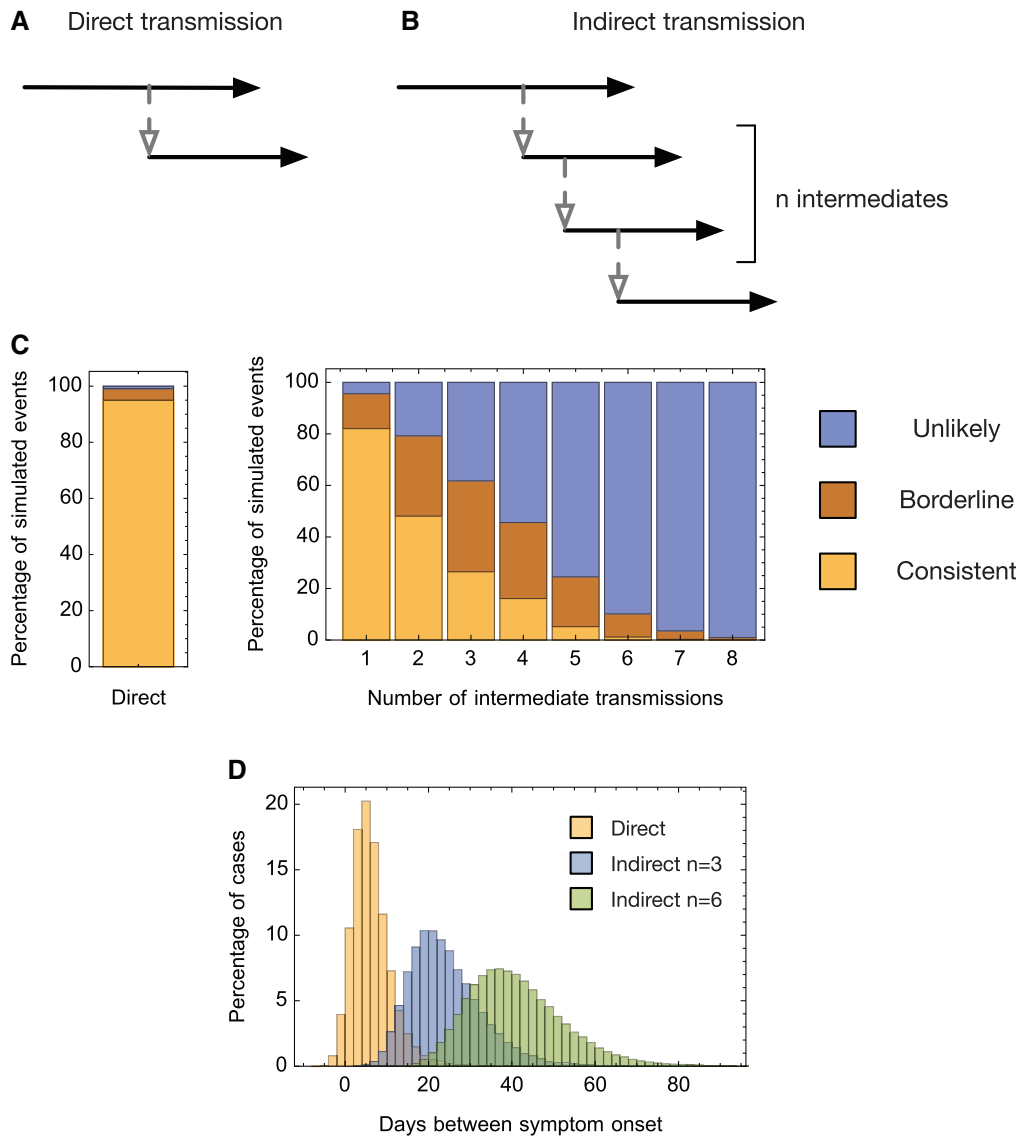 A Direct transmission
B Indirect transmission
n intermediates
C
Percentage of simulated events
100
80
60
40
20
0
Direct
Percentage of simulated events
100
80
60
40
20
0
1 2 3 4 5 6 7 8
Number of intermediate transmissions
Unlikely
Borderline
Consistent
D
Percentage of cases
20
15
10
5
0
0 20 40 60 80
Days between symptom onset
Direct
Indirect n=3
Indirect n=6